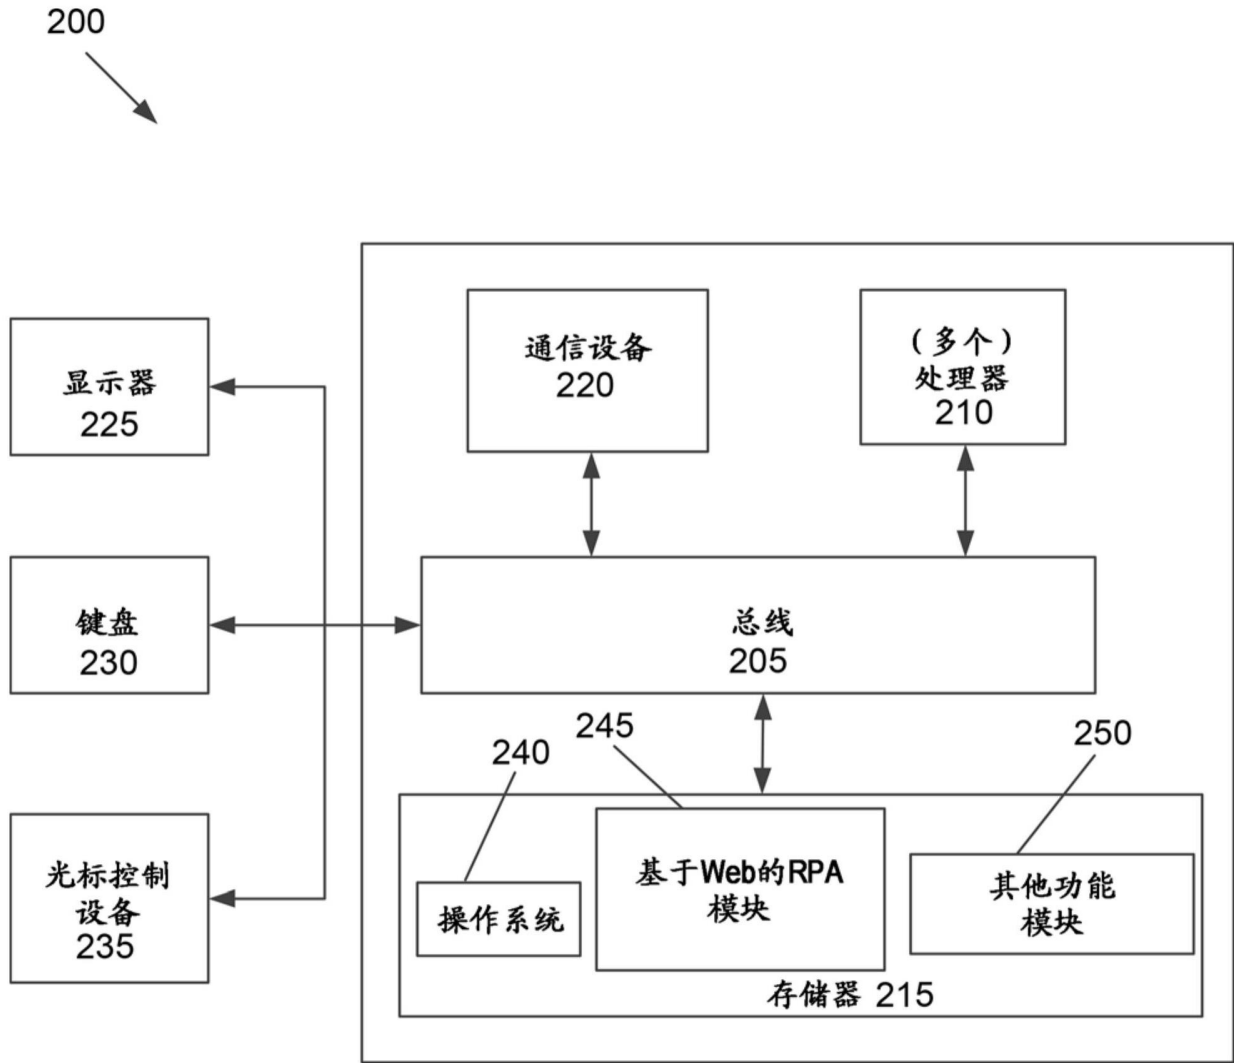 200
通信设备
220
（多个）
处理器
210
显示器
225
键盘
230
总线
205
245
240
250
光标控制
设备
235
操作系统
基于Web的RPA
模块
其他功能
模块
存储器 215